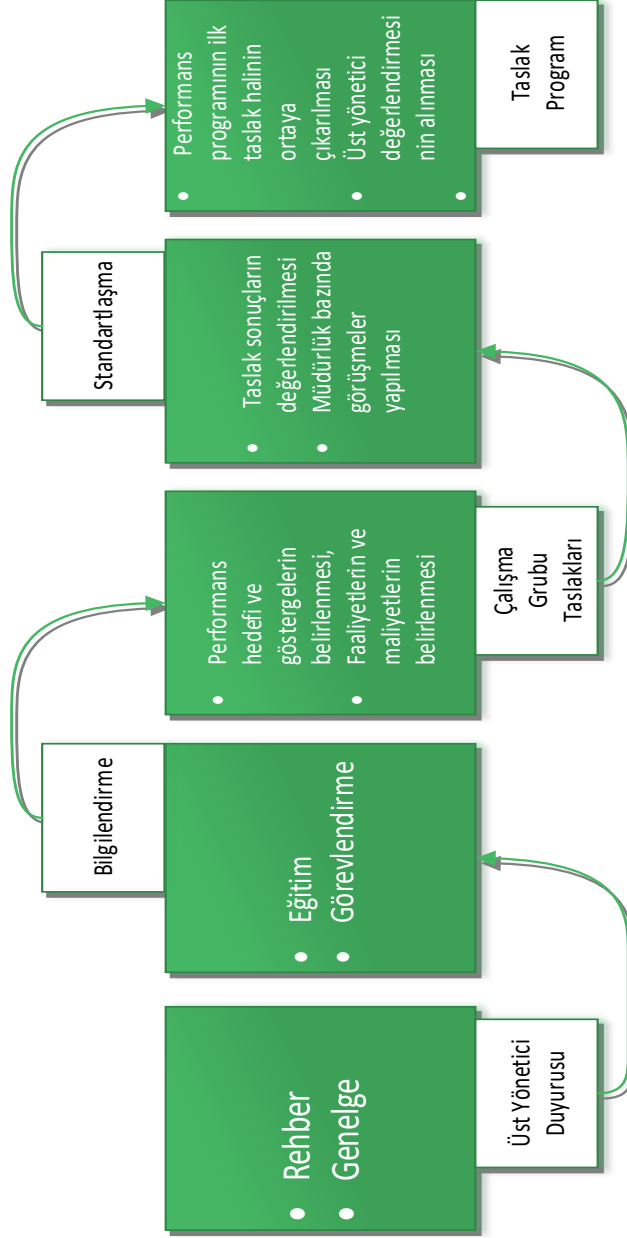 • Rehber
• Genelge
Üst Yönetici
Duyurusu
Bilgilendirme
• Eğitim
• Görevlendirme
• Performans
hedefi ve
göstergelerin
belirlenmesi,
• Faaliyetlerin ve
maliyetlerin
belirlenmesi
Çalışma
Grubu
Taslakları
Standartlaşma
• Taslak sonuçların
değerlendirilmesi
• Müdürlük bazında
görüşmeler
yapılması
• Performans
programının ilk
taslak halinin
ortaya
çıkarılması
• Üst yönetici
değerlendirmesi
nin alınması
•
Taslak
Program